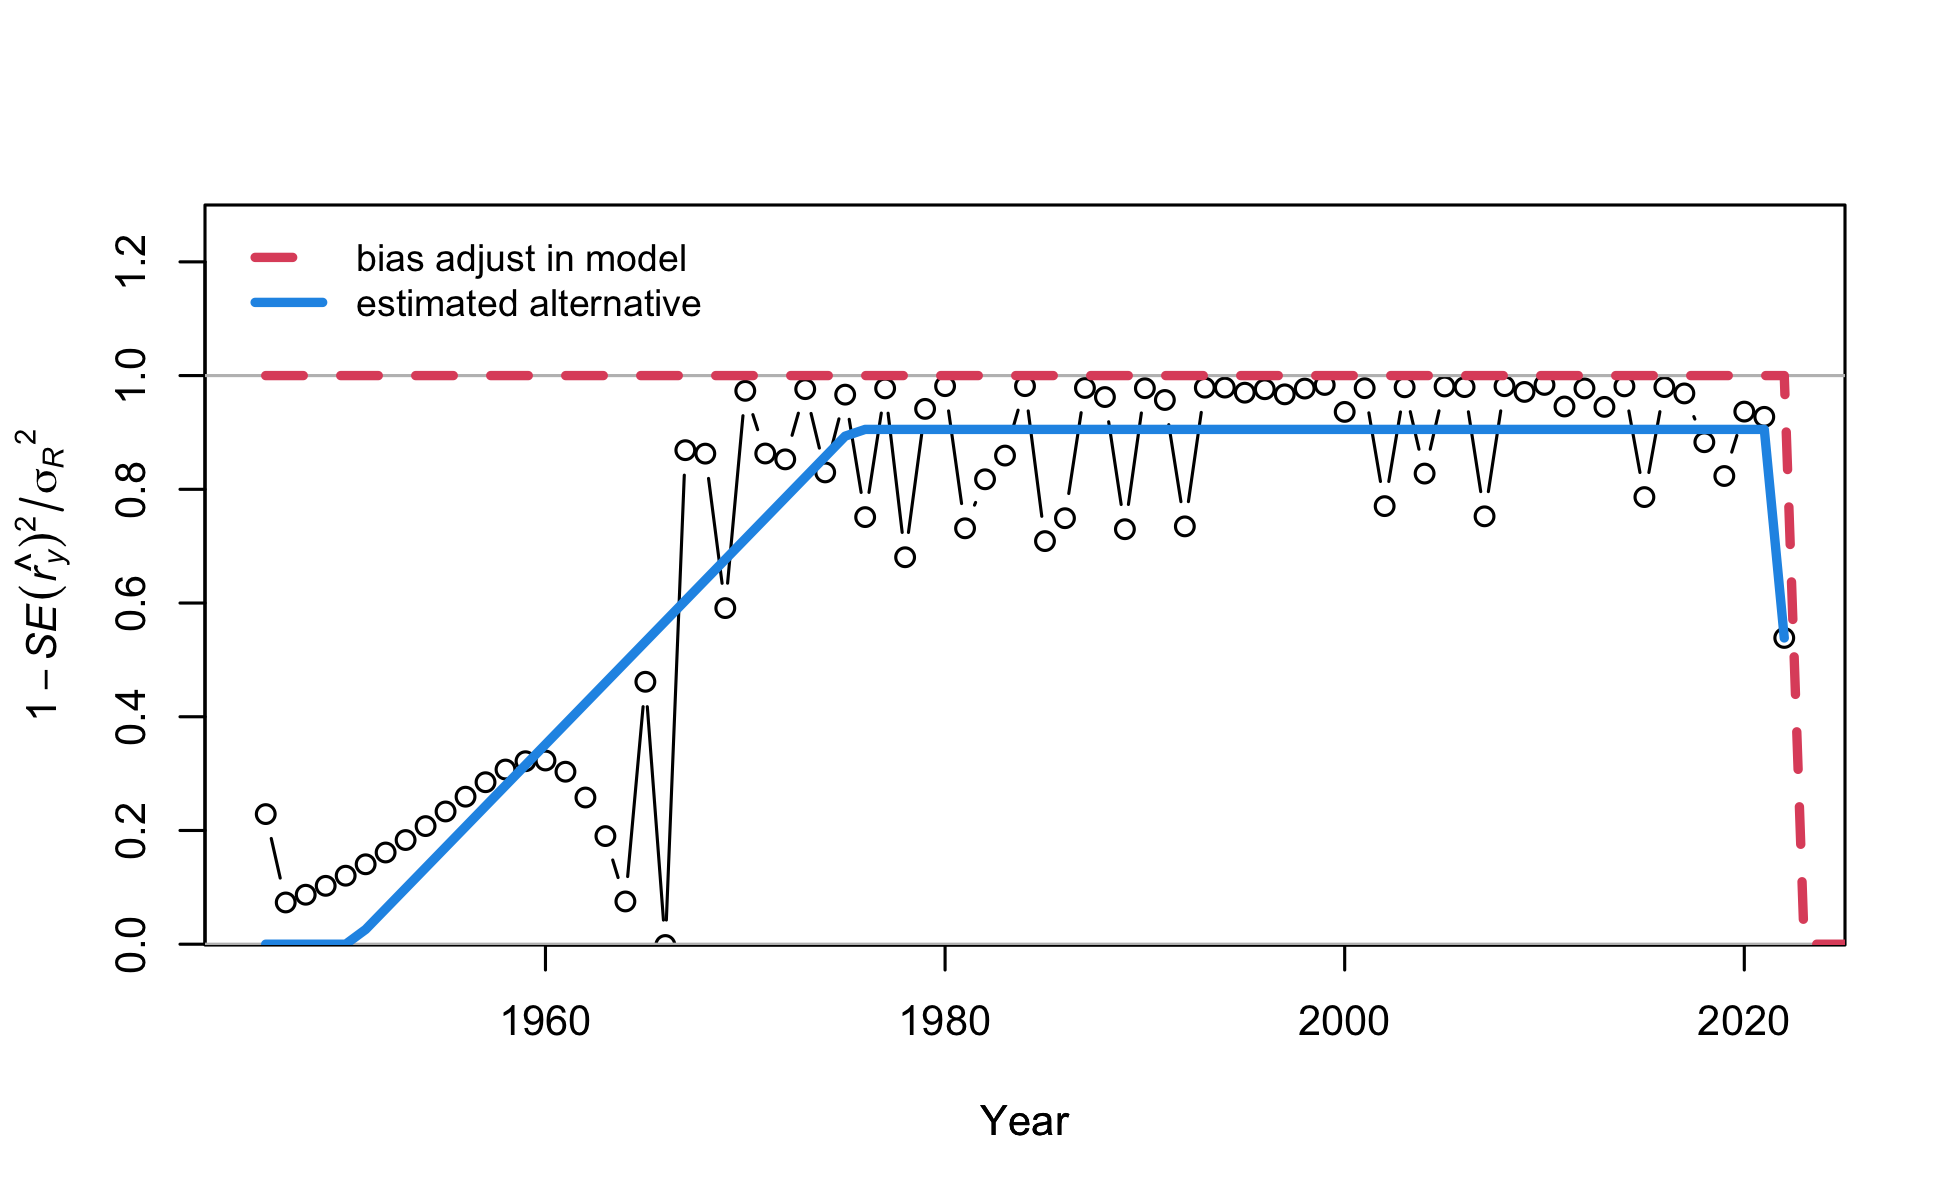 bias adjust in model
estimated alternative
1 − SE(r̂y)²/σR²
1.2
1.0
0.8
0.6
0.4
0.2
0.0
1960 1980 2000 2020
Year